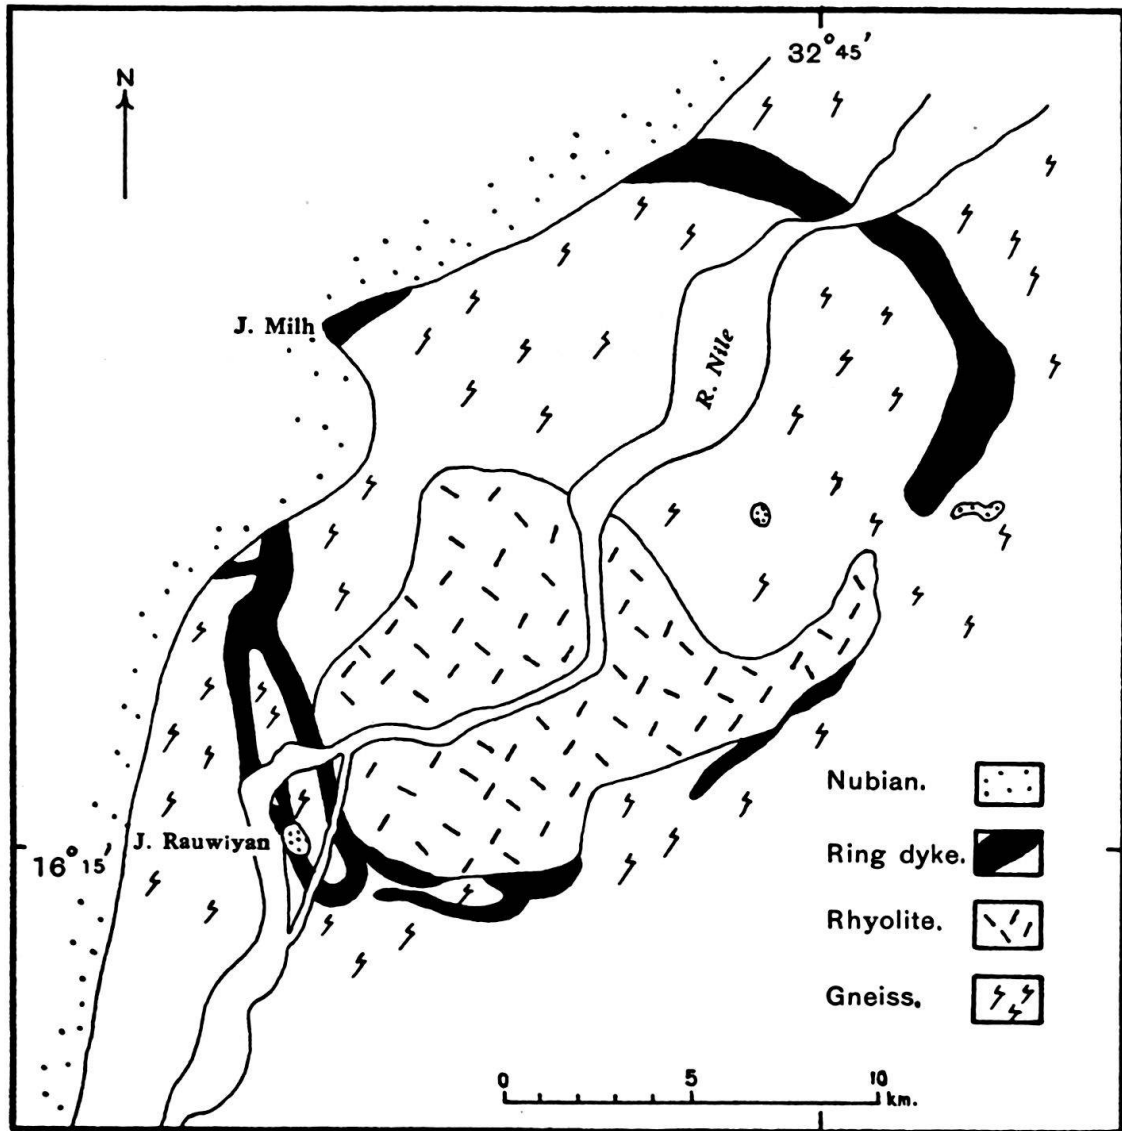 32°45'
N
J. Milh
R. Nile
Nubian.
J. Rauwiyan
Ring dyke.
16°15'
Rhyolite.
Gneiss.
0 5 10
km.